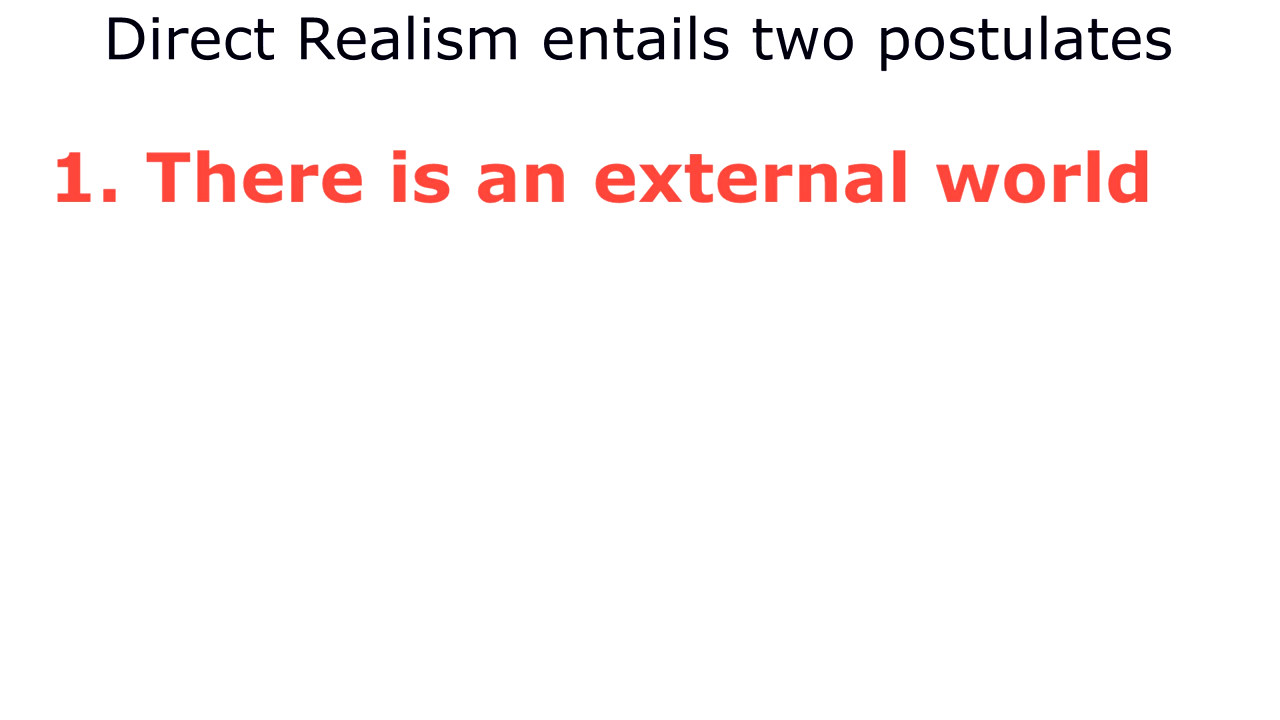 Direct Realism entails two postulates
1. There is an external world